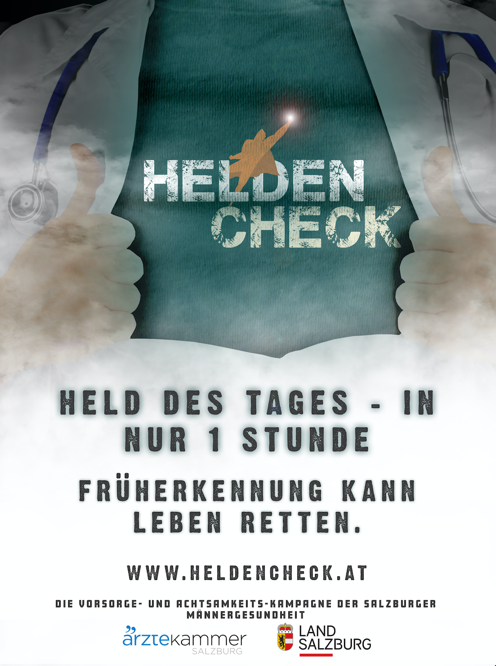 HELDEN
CHECK
HELD DES TAGES - IN
NUR 1 STUNDE
FRÜHERKENNUNG KANN
LEBEN RETTEN.
WWW.HELDENCHECK.AT
DIE VORSORGE- UND ACHTSAMKEITS-KAMPAGNE DER SALZBURGER
MÄNNERGESUNDHEIT
ärztekammer
SALZBURG
LAND
SALZBURG